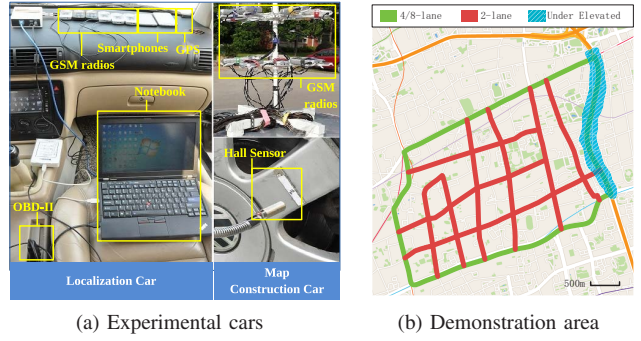 Smartphones
GPS
GSM radios
Notebook
OBD-II
Localization Car
GSM
radios
Hall Sensor
Map
Construction Car
(a) Experimental cars
4/8-lane
2-lane
Under Elevated
500m
(b) Demonstration area